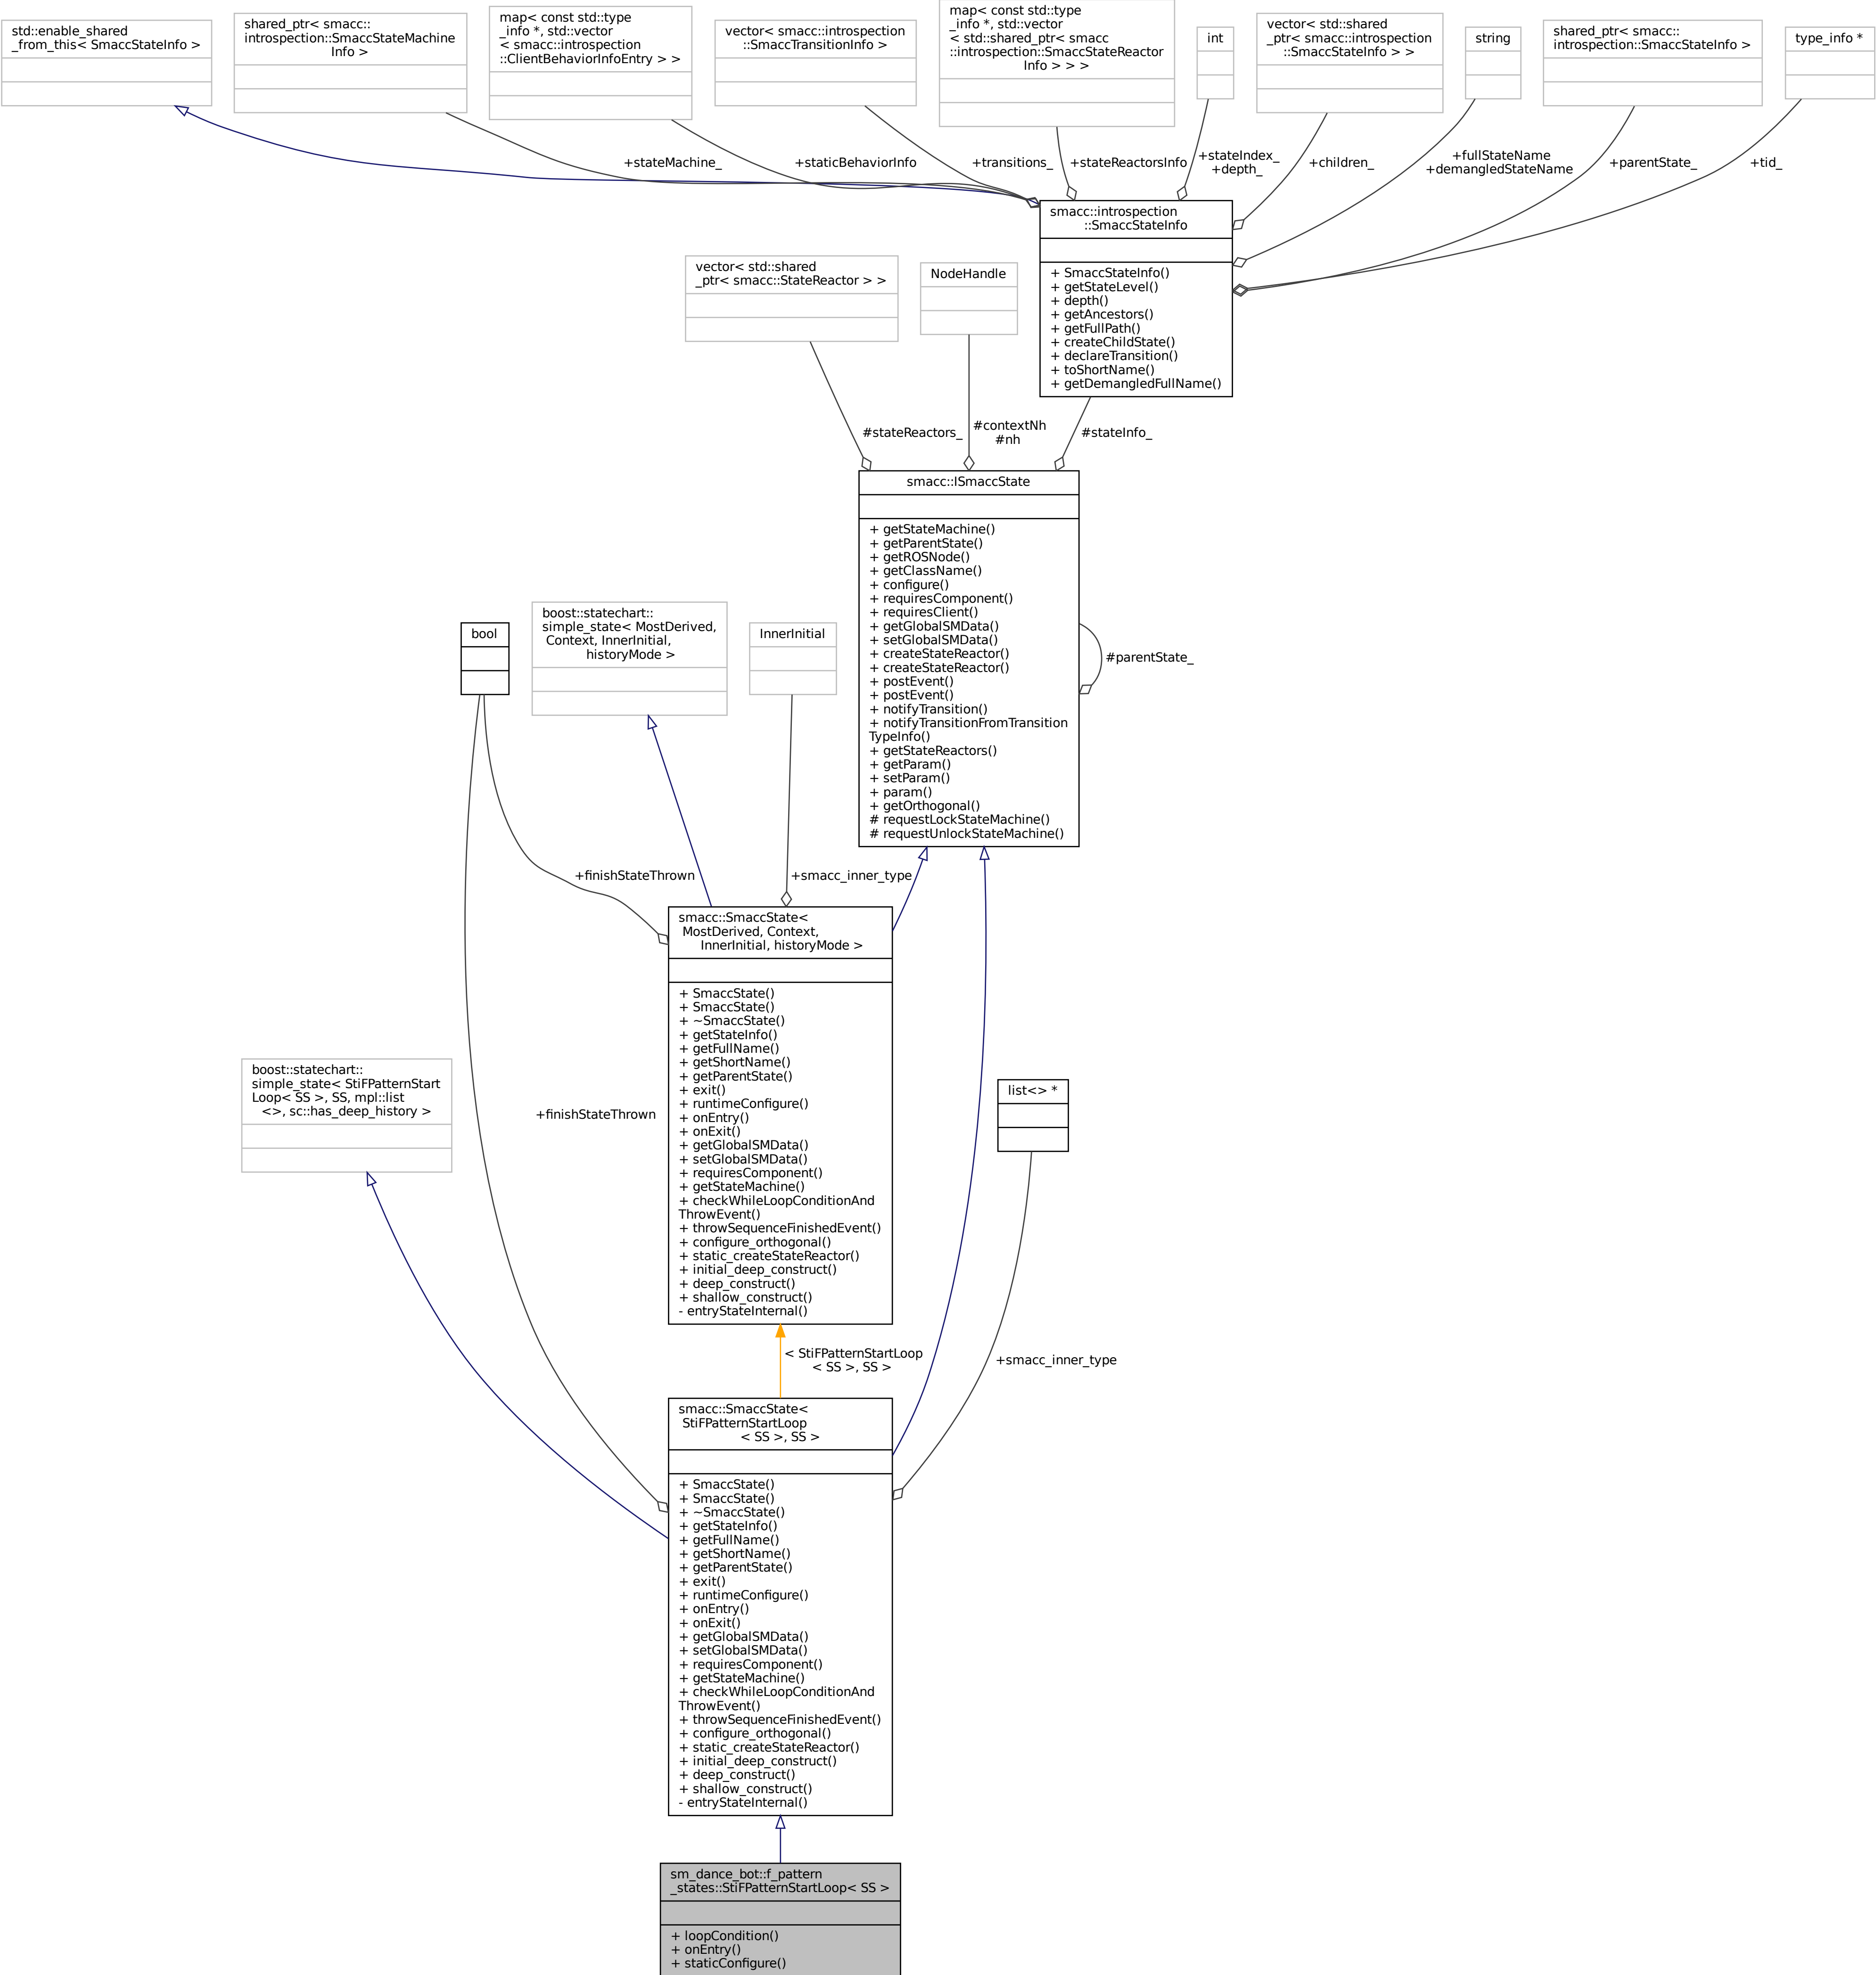 std::enable_shared
_from_this< SmaccStateInfo >
shared_ptr< smacc::
introspection::SmaccStateMachine
Info >
map< const std::type
_info *, std::vector
< smacc::introspection
::ClientBehaviorInfoEntry > >
vector< smacc::introspection
::SmaccTransitionInfo >
map< const std::type
_info *, std::vector
< std::shared_ptr< smacc
::introspection::SmaccStateReactor
Info > > >
int
vector< std::shared
_ptr< smacc::introspection
::SmaccStateInfo > >
string
shared_ptr< smacc::
introspection::SmaccStateInfo >
type_info *
+stateMachine_
+staticBehaviorInfo
+transitions_
+stateReactorsInfo
+stateIndex_
+depth_
+children_
+fullStateName
+demangledStateName
+parentState_
+tid_
smacc::introspection
::SmaccStateInfo
+ SmaccStateInfo()
+ getStateLevel()
+ depth()
+ getAncestors()
+ getFullPath()
+ createChildState()
+ declareTransition()
+ toShortName()
+ getDemangledFullName()
vector< std::shared
_ptr< smacc::StateReactor > >
NodeHandle
#stateReactors_
#contextNh
#nh
#stateInfo_
smacc::ISmaccState
+ getStateMachine()
+ getParentState()
+ getROSNode()
+ getClassName()
+ configure()
+ requiresComponent()
+ requiresClient()
+ getGlobalSMData()
+ setGlobalSMData()
+ createStateReactor()
+ createStateReactor()
+ postEvent()
+ postEvent()
+ notifyTransition()
+ notifyTransitionFromTransition
TypeInfo()
+ getStateReactors()
+ getParam()
+ setParam()
+ param()
+ getOrthogonal()
# requestLockStateMachine()
# requestUnlockStateMachine()
#parentState_
bool
boost::statechart::
simple_state< MostDerived,
Context, InnerInitial,
historyMode >
InnerInitial
+finishStateThrown
+smacc_inner_type
smacc::SmaccState<
MostDerived, Context,
InnerInitial, historyMode >
+ SmaccState()
+ SmaccState()
+ ~SmaccState()
+ getStateInfo()
+ getFullName()
+ getShortName()
+ getParentState()
+ exit()
+ runtimeConfigure()
+ onEntry()
+ onExit()
+ getGlobalSMData()
+ setGlobalSMData()
+ requiresComponent()
+ getStateMachine()
+ checkWhileLoopConditionAnd
ThrowEvent()
+ throwSequenceFinishedEvent()
+ configure_orthogonal()
+ static_createStateReactor()
+ initial_deep_construct()
+ deep_construct()
+ shallow_construct()
- entryStateInternal()
boost::statechart::
simple_state< StiFPatternStart
Loop< SS >, SS, mpl::list
<>, sc::has_deep_history >
+finishStateThrown
list<> *
< StiFPatternStartLoop
< SS >, SS >
+smacc_inner_type
smacc::SmaccState<
StiFPatternStartLoop
< SS >, SS >
+ SmaccState()
+ SmaccState()
+ ~SmaccState()
+ getStateInfo()
+ getFullName()
+ getShortName()
+ getParentState()
+ exit()
+ runtimeConfigure()
+ onEntry()
+ onExit()
+ getGlobalSMData()
+ setGlobalSMData()
+ requiresComponent()
+ getStateMachine()
+ checkWhileLoopConditionAnd
ThrowEvent()
+ throwSequenceFinishedEvent()
+ configure_orthogonal()
+ static_createStateReactor()
+ initial_deep_construct()
+ deep_construct()
+ shallow_construct()
- entryStateInternal()
sm_dance_bot::f_pattern
_states::StiFPatternStartLoop< SS >
+ loopCondition()
+ onEntry()
+ staticConfigure()